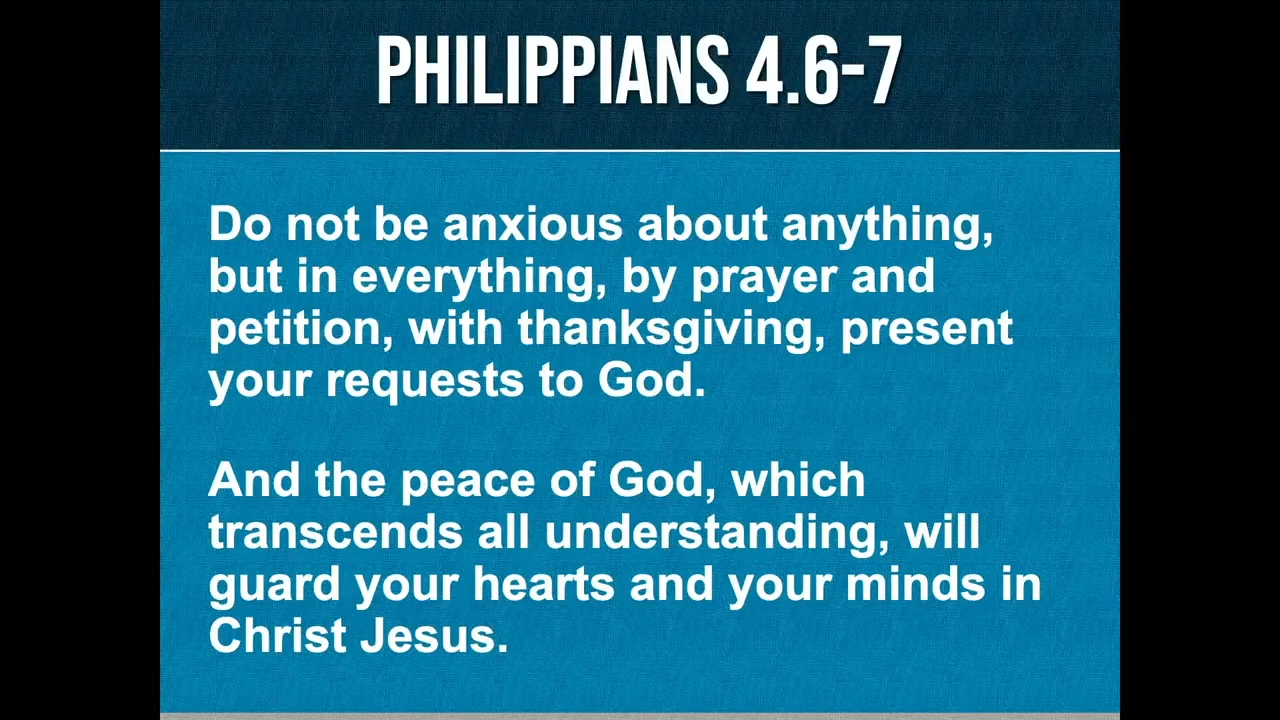 PHILIPPIANS 4.6-7
Do not be anxious about anything,
but in everything, by prayer and
petition, with thanksgiving, present
your requests to God.
And the peace of God, which
transcends all understanding, will
guard your hearts and your minds in
Christ Jesus.